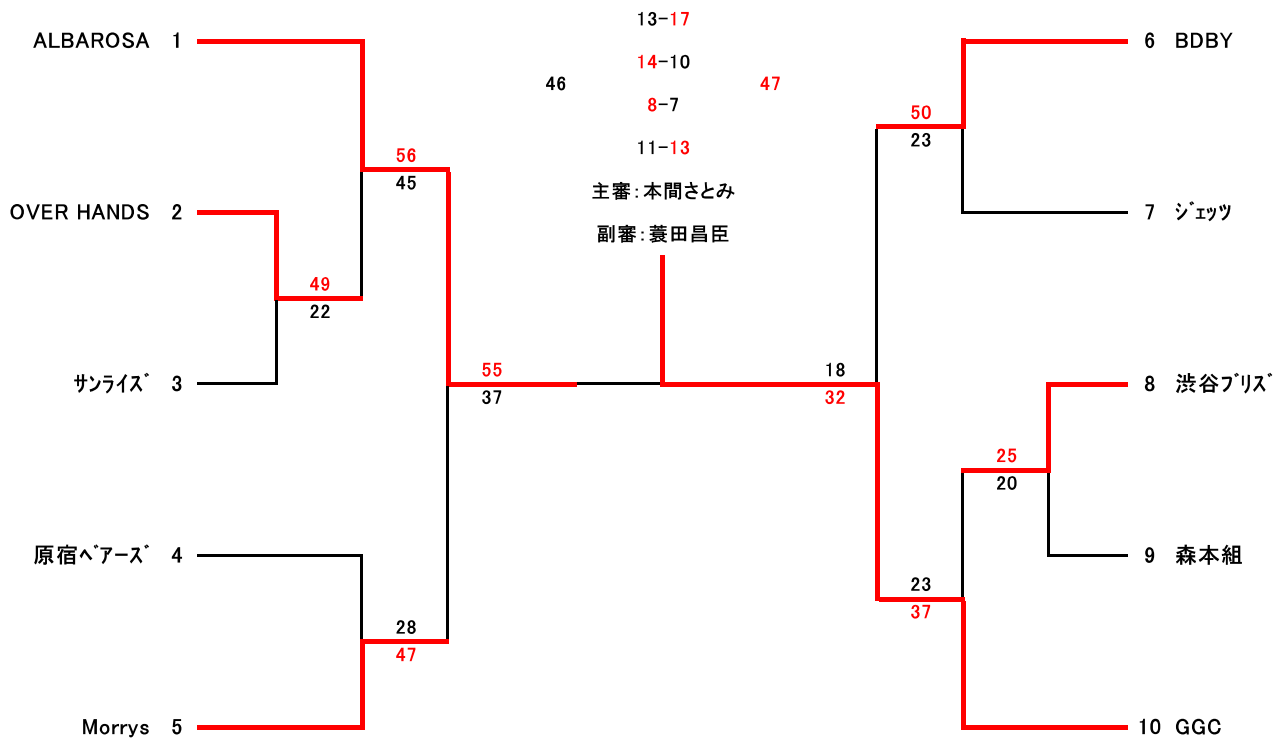 13-17
ALBAROSA 1
6 BDBY
14-10
46
47
8-7
50
23
11-13
56
45
主審：本間さとみ
OVER HANDS 2
7 ｼﾞｪｯﾂ
副審：蓑田昌臣
49
22
55
37
18
32
ｻﾝﾗｲｽﾞ 3
8 渋谷ﾌﾞﾘｽﾞ
25
20
原宿ﾍﾞｱｰｽﾞ 4
9 森本組
23
37
28
47
Morrys 5
10 GGC